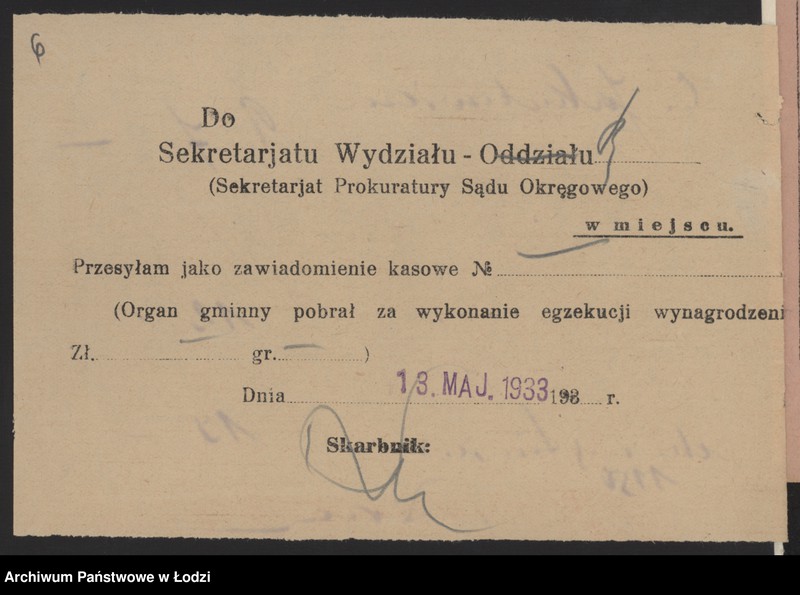 6
Do
Sekretarjatu Wydziału - Oddziału
(Sekretarjat Prokuratury Sądu Okręgowego)
w miejscu.
Przesyłam jako zawiadomienie kasowe №
(Organ gminny pobrał za wykonanie egzekucji wynagrodzeni
Zł. gr. — )
Dnia 13. MAJ. 1933 193 r.
Skarbnik:
Archiwum Państwowe w Łodzi